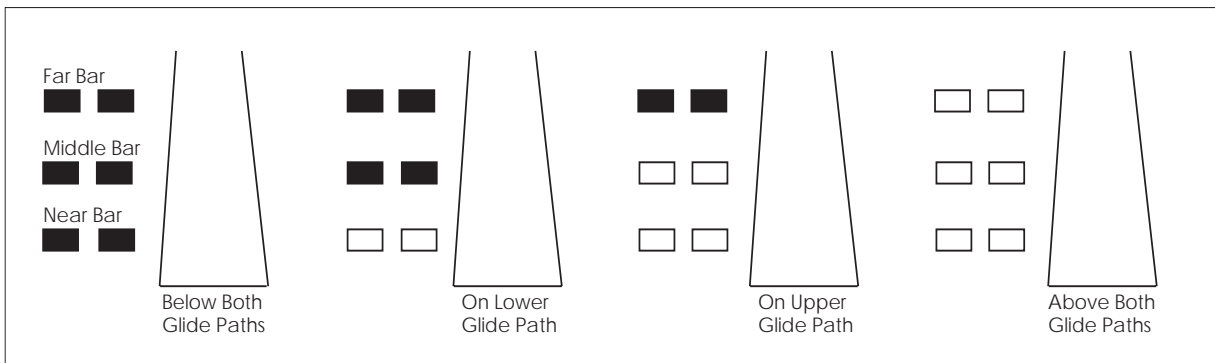 Far Bar
Middle Bar
Near Bar
Below Both
Glide Paths
On Lower
Glide Path
On Upper
Glide Path
Above Both
Glide Paths